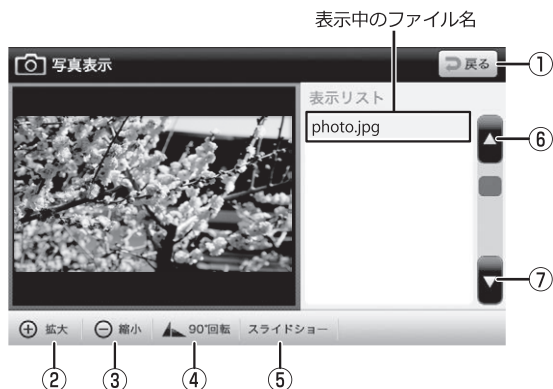 表示中のファイル名
写真表示
戻る
①
表示リスト
photo.jpg
⑥
⑦
拡大
縮小
90°回転
スライドショー
②
③
④
⑤